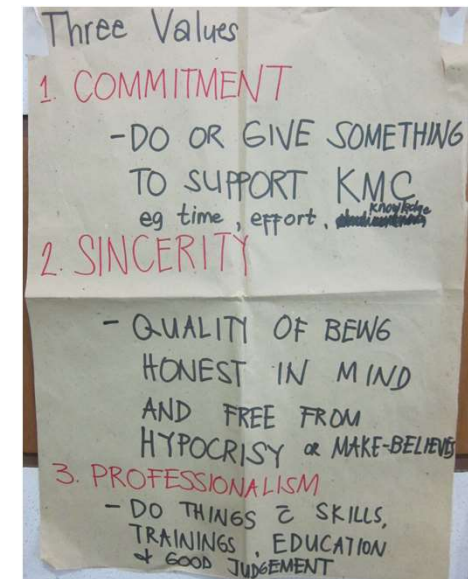 Three Values
1. COMMITMENT
- DO OR GIVE SOMETHING
TO SUPPORT KMC
eg time, effort, knowledge
2. SINCERITY
- QUALITY OF BEING
HONEST IN MIND
AND FREE FROM
HYPOCRISY or MAKE-BELIEVES
3. PROFESSIONALISM
- DO THINGS c̄ SKILLS,
TRAININGS, EDUCATION
& GOOD JUDGEMENT